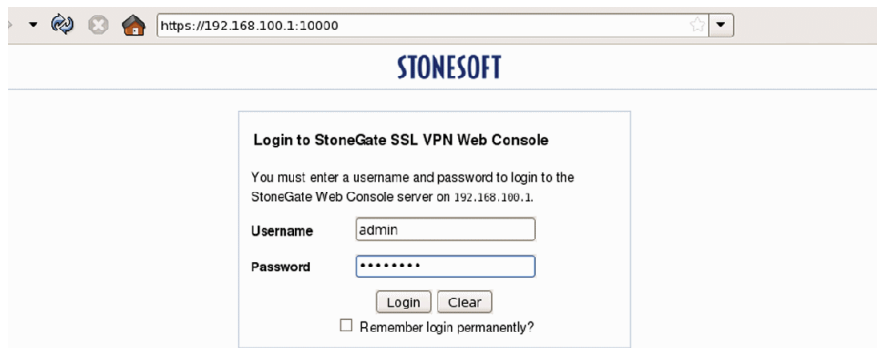 https://192.168.100.1:10000
STONESOFT
Login to StoneGate SSL VPN Web Console
You must enter a username and password to login to the
StoneGate Web Console server on 192.168.100.1.
Username admin
Password ••••••••
Login Clear
Remember login permanently?